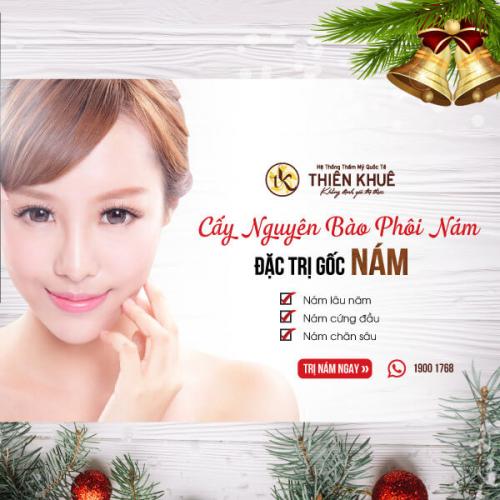 Hệ Thống Thẩm Mỹ Quốc Tế
THIÊN KHUÊ
Khẳng định giá trị thực
Cấy Nguyên Bào Phôi Nám
ĐẶC TRỊ GỐC NÁM
Nám lâu năm
Nám cứng đầu
Nám chân sâu
TRỊ NÁM NGAY »
1900 1768